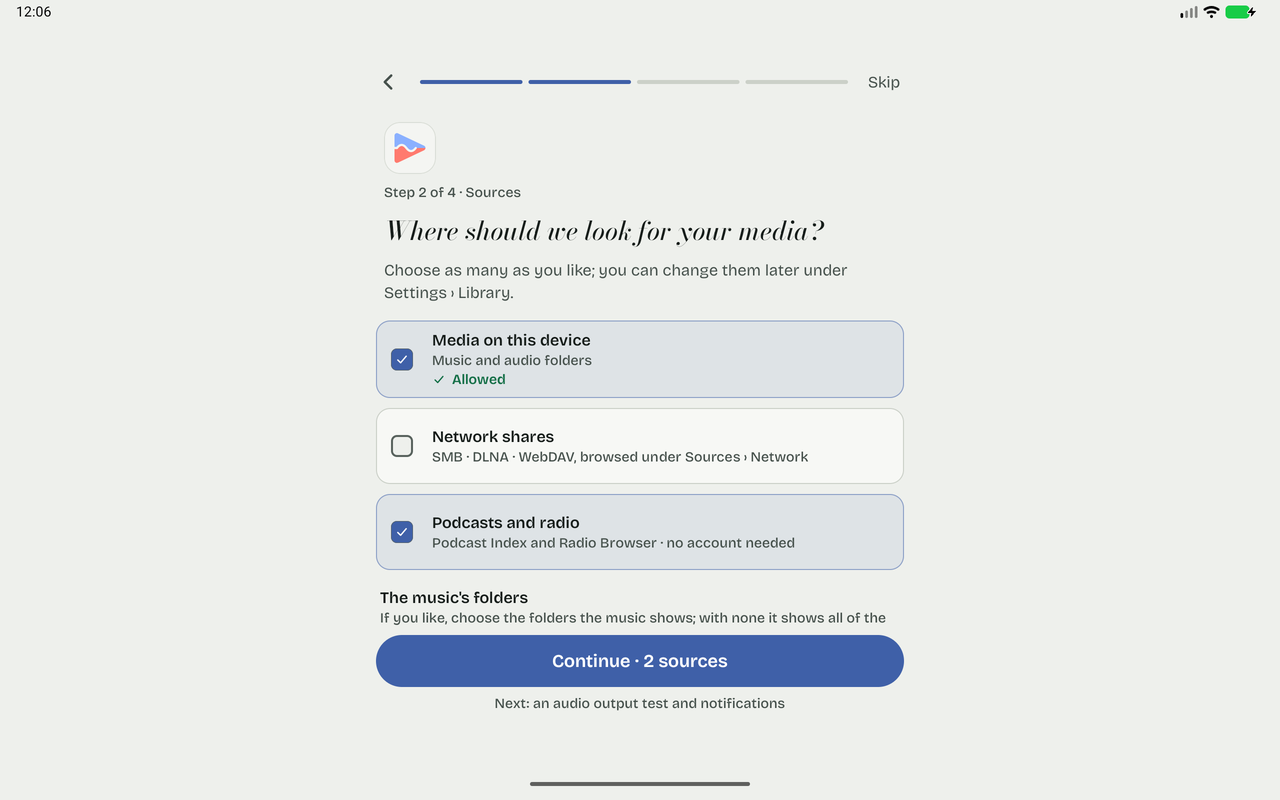 12:06
Skip
Step 2 of 4 · Sources
Where should we look for your media?
Choose as many as you like; you can change them later under
Settings › Library.
Media on this device
Music and audio folders
Allowed
Network shares
SMB · DLNA · WebDAV, browsed under Sources › Network
Podcasts and radio
Podcast Index and Radio Browser · no account needed
The music's folders
If you like, choose the folders the music shows; with none it shows all of the
Continue · 2 sources
Next: an audio output test and notifications